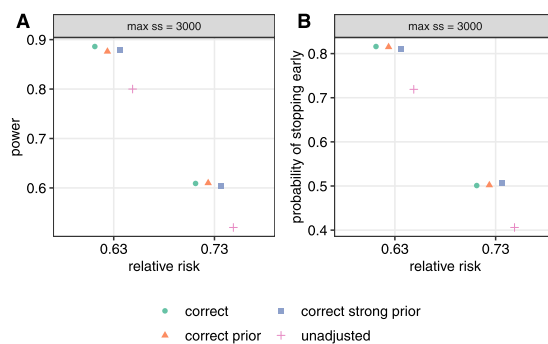 A
max ss = 3000
power
0.9
0.8
0.7
0.6
0.63
0.73
relative risk
B
max ss = 3000
probability of stopping early
0.8
0.7
0.6
0.5
0.4
0.63
0.73
relative risk
correct
correct strong prior
correct prior
unadjusted